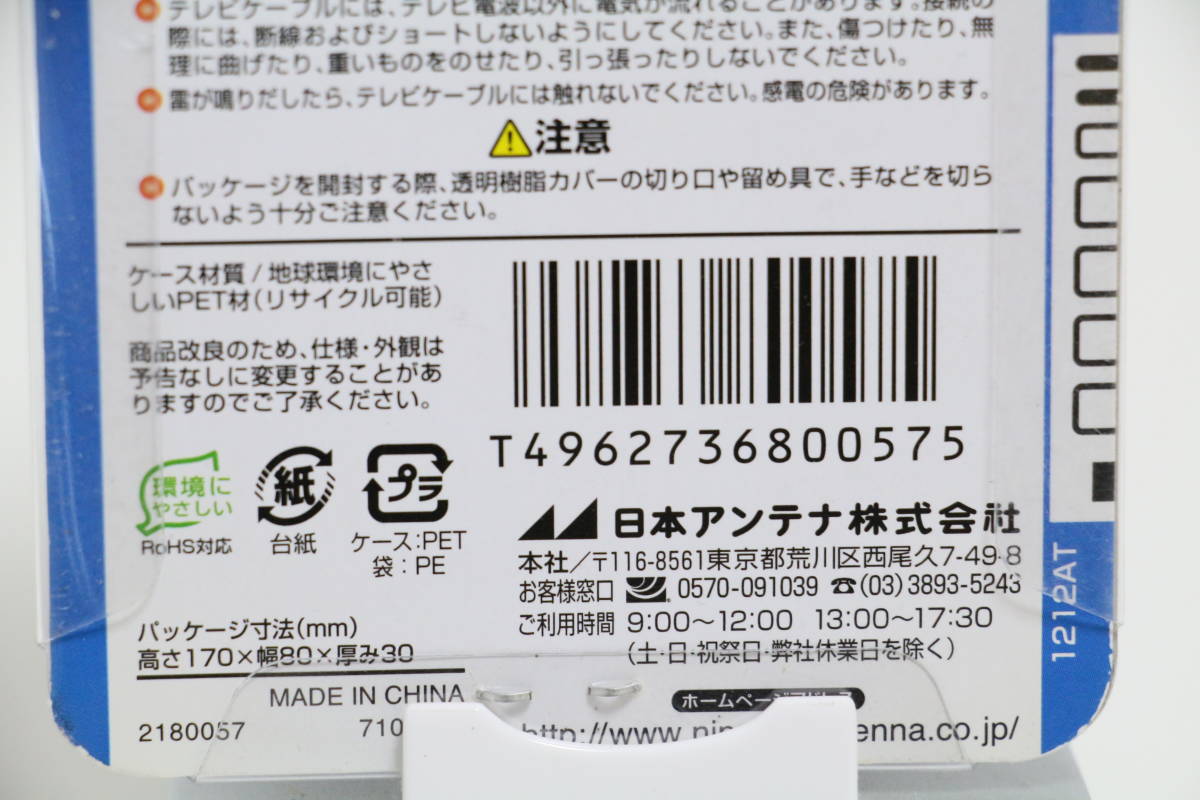 テレビケーブルには、テレビ電波以外に電気が流れることがあります。接続の
際には、断線およびショートしないようにしてください。また、傷つけたり、無
理に曲げたり、重いものをのせたり、引っ張ったりしないでください。
雷が鳴りだしたら、テレビケーブルには触れないでください。感電の危険があります。
注意
パッケージを開封する際、透明樹脂カバーの切り口や留め具で、手などを切ら
ないよう十分ご注意ください。
ケース材質/地球環境にやさ
しいPET材(リサイクル可能)
商品改良のため、仕様・外観は
予告なしに変更することがあ
りますのでご了承ください。
T4962736800575
環境に
やさしい
RoHS対応
紙
台紙
プラ
ケース:PET
袋:PE
日本アンテナ株式会社
本社/〒116-8561東京都荒川区西尾久7-49-8
お客様窓口 0570-091039 ☎(03)3893-5243
ご利用時間 9:00〜12:00 13:00〜17:30
(土・日・祝祭日・弊社休業日を除く)
パッケージ寸法(mm)
高さ170×幅80×厚み30
MADE IN CHINA
2180057 710
ホームページアドレス
http://www.nip enna.co.jp/
1212AT